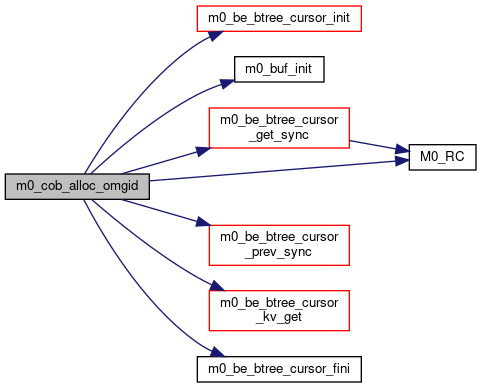 m0_be_btree_cursor_init
m0_buf_init
m0_be_btree_cursor
_get_sync
M0_RC
m0_cob_alloc_omgid
m0_be_btree_cursor
_prev_sync
m0_be_btree_cursor
_kv_get
m0_be_btree_cursor_fini